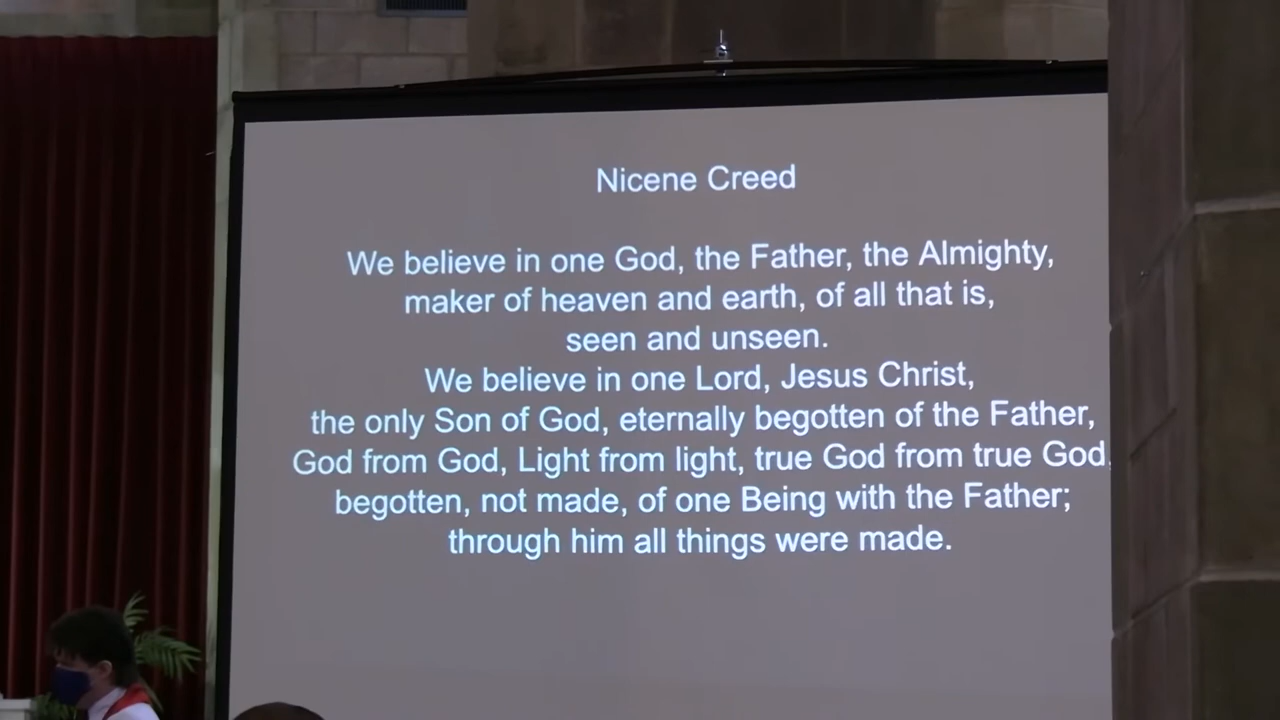 Nicene Creed
We believe in one God, the Father, the Almighty,
maker of heaven and earth, of all that is,
seen and unseen.
We believe in one Lord, Jesus Christ,
the only Son of God, eternally begotten of the Father,
God from God, Light from light, true God from true God,
begotten, not made, of one Being with the Father;
through him all things were made.